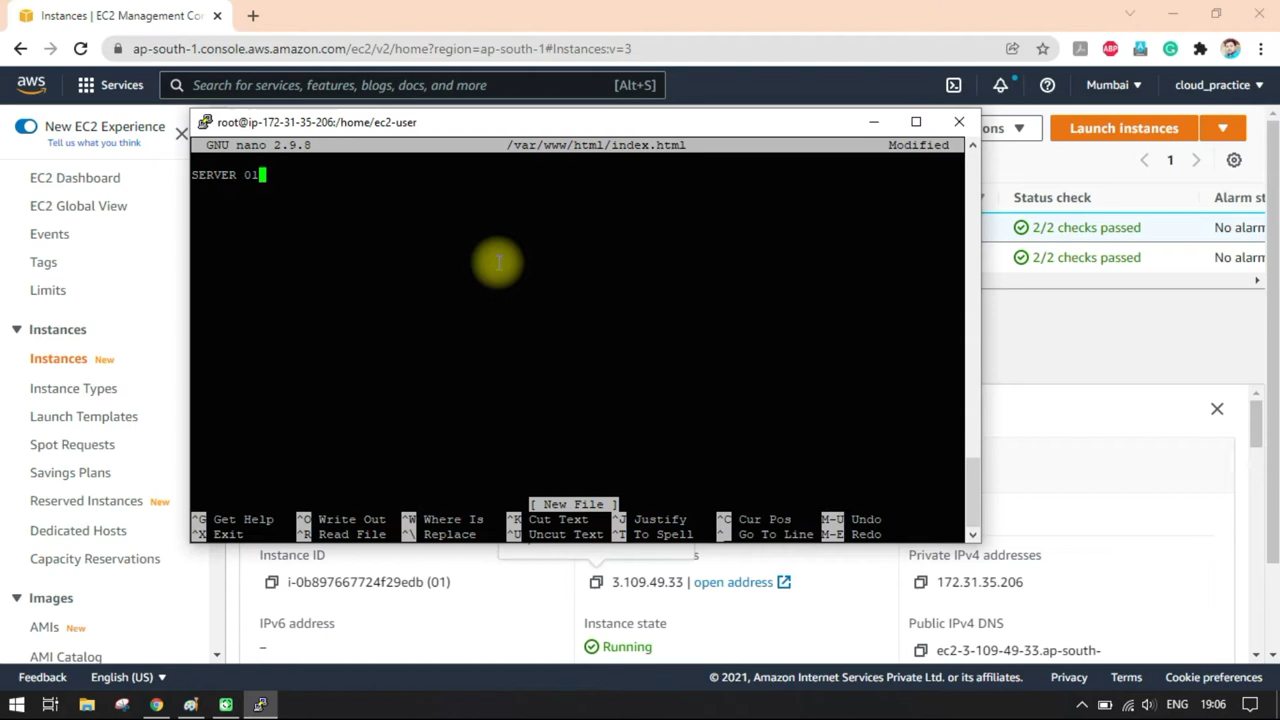 Instances | EC2 Management Co
ap-south-1.console.aws.amazon.com/ec2/v2/home?region=ap-south-1#Instances:v=3
ABP
aws
Services
Search for services, features, blogs, docs, and more
[Alt+S]
Mumbai
cloud_practice
New EC2 Experience
Tell us what you think
EC2 Dashboard
EC2 Global View
Events
Tags
Limits
Instances
Instances New
Instance Types
Launch Templates
Spot Requests
Savings Plans
Reserved Instances New
Dedicated Hosts
Capacity Reservations
Images
AMIs New
AMI Catalog
root@ip-172-31-35-206:/home/ec2-user
GNU nano 2.9.8 /var/www/html/index.html Modified
SERVER 01
[ New File ]
^G Get Help ^O Write Out ^W Where Is ^K Cut Text ^J Justify ^C Cur Pos M-U Undo
^X Exit ^R Read File ^\ Replace ^U Uncut Text ^T To Spell ^_ Go To Line M-E Redo
ons
Launch instances
1
Status check
Alarm st
2/2 checks passed
No alarm
2/2 checks passed
No alarm
Instance ID
i-0b897667724f29edb (01)
s
3.109.49.33 | open address
Private IPv4 addresses
172.31.35.206
IPv6 address
–
Instance state
Running
Public IPv4 DNS
ec2-3-109-49-33.ap-south-
Feedback
English (US)
© 2021, Amazon Internet Services Private Ltd. or its affiliates.
Privacy
Terms
Cookie preferences
ENG
19:06